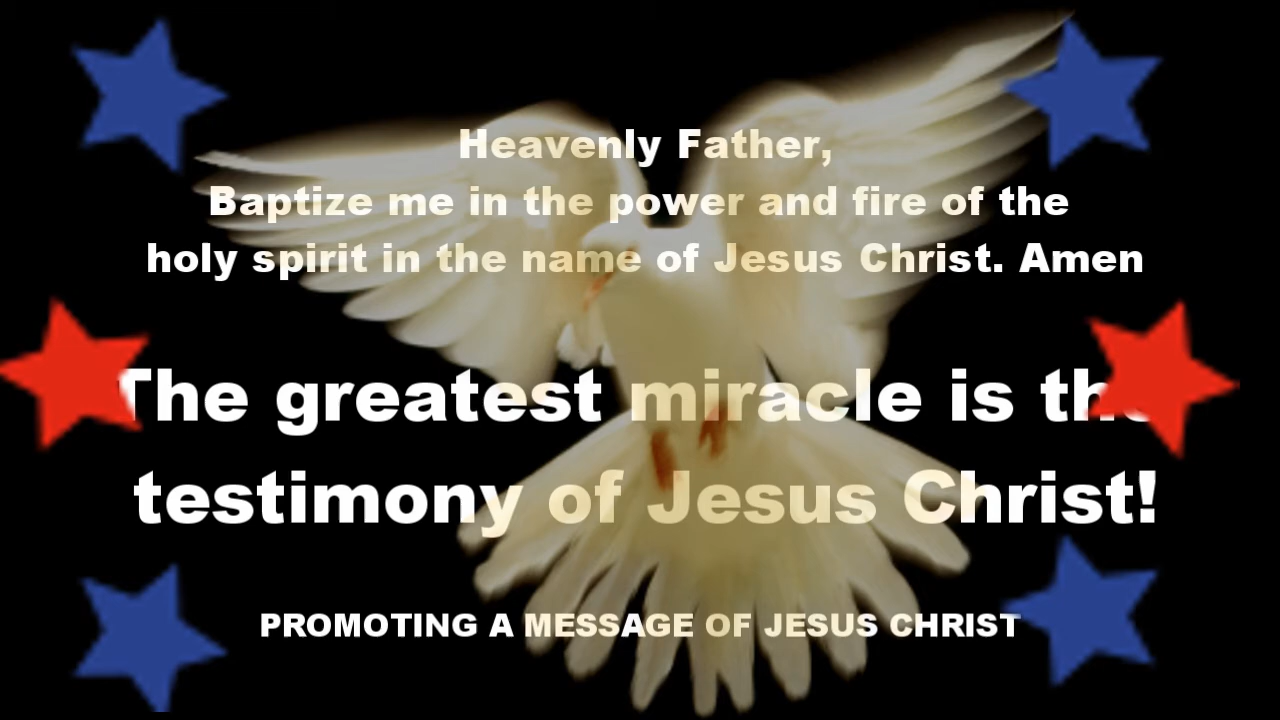 Heavenly Father,
Baptize me in the power and fire of the
holy spirit in the name of Jesus Christ. Amen
The greatest miracle is the
testimony of Jesus Christ!
PROMOTING A MESSAGE OF JESUS CHRIST